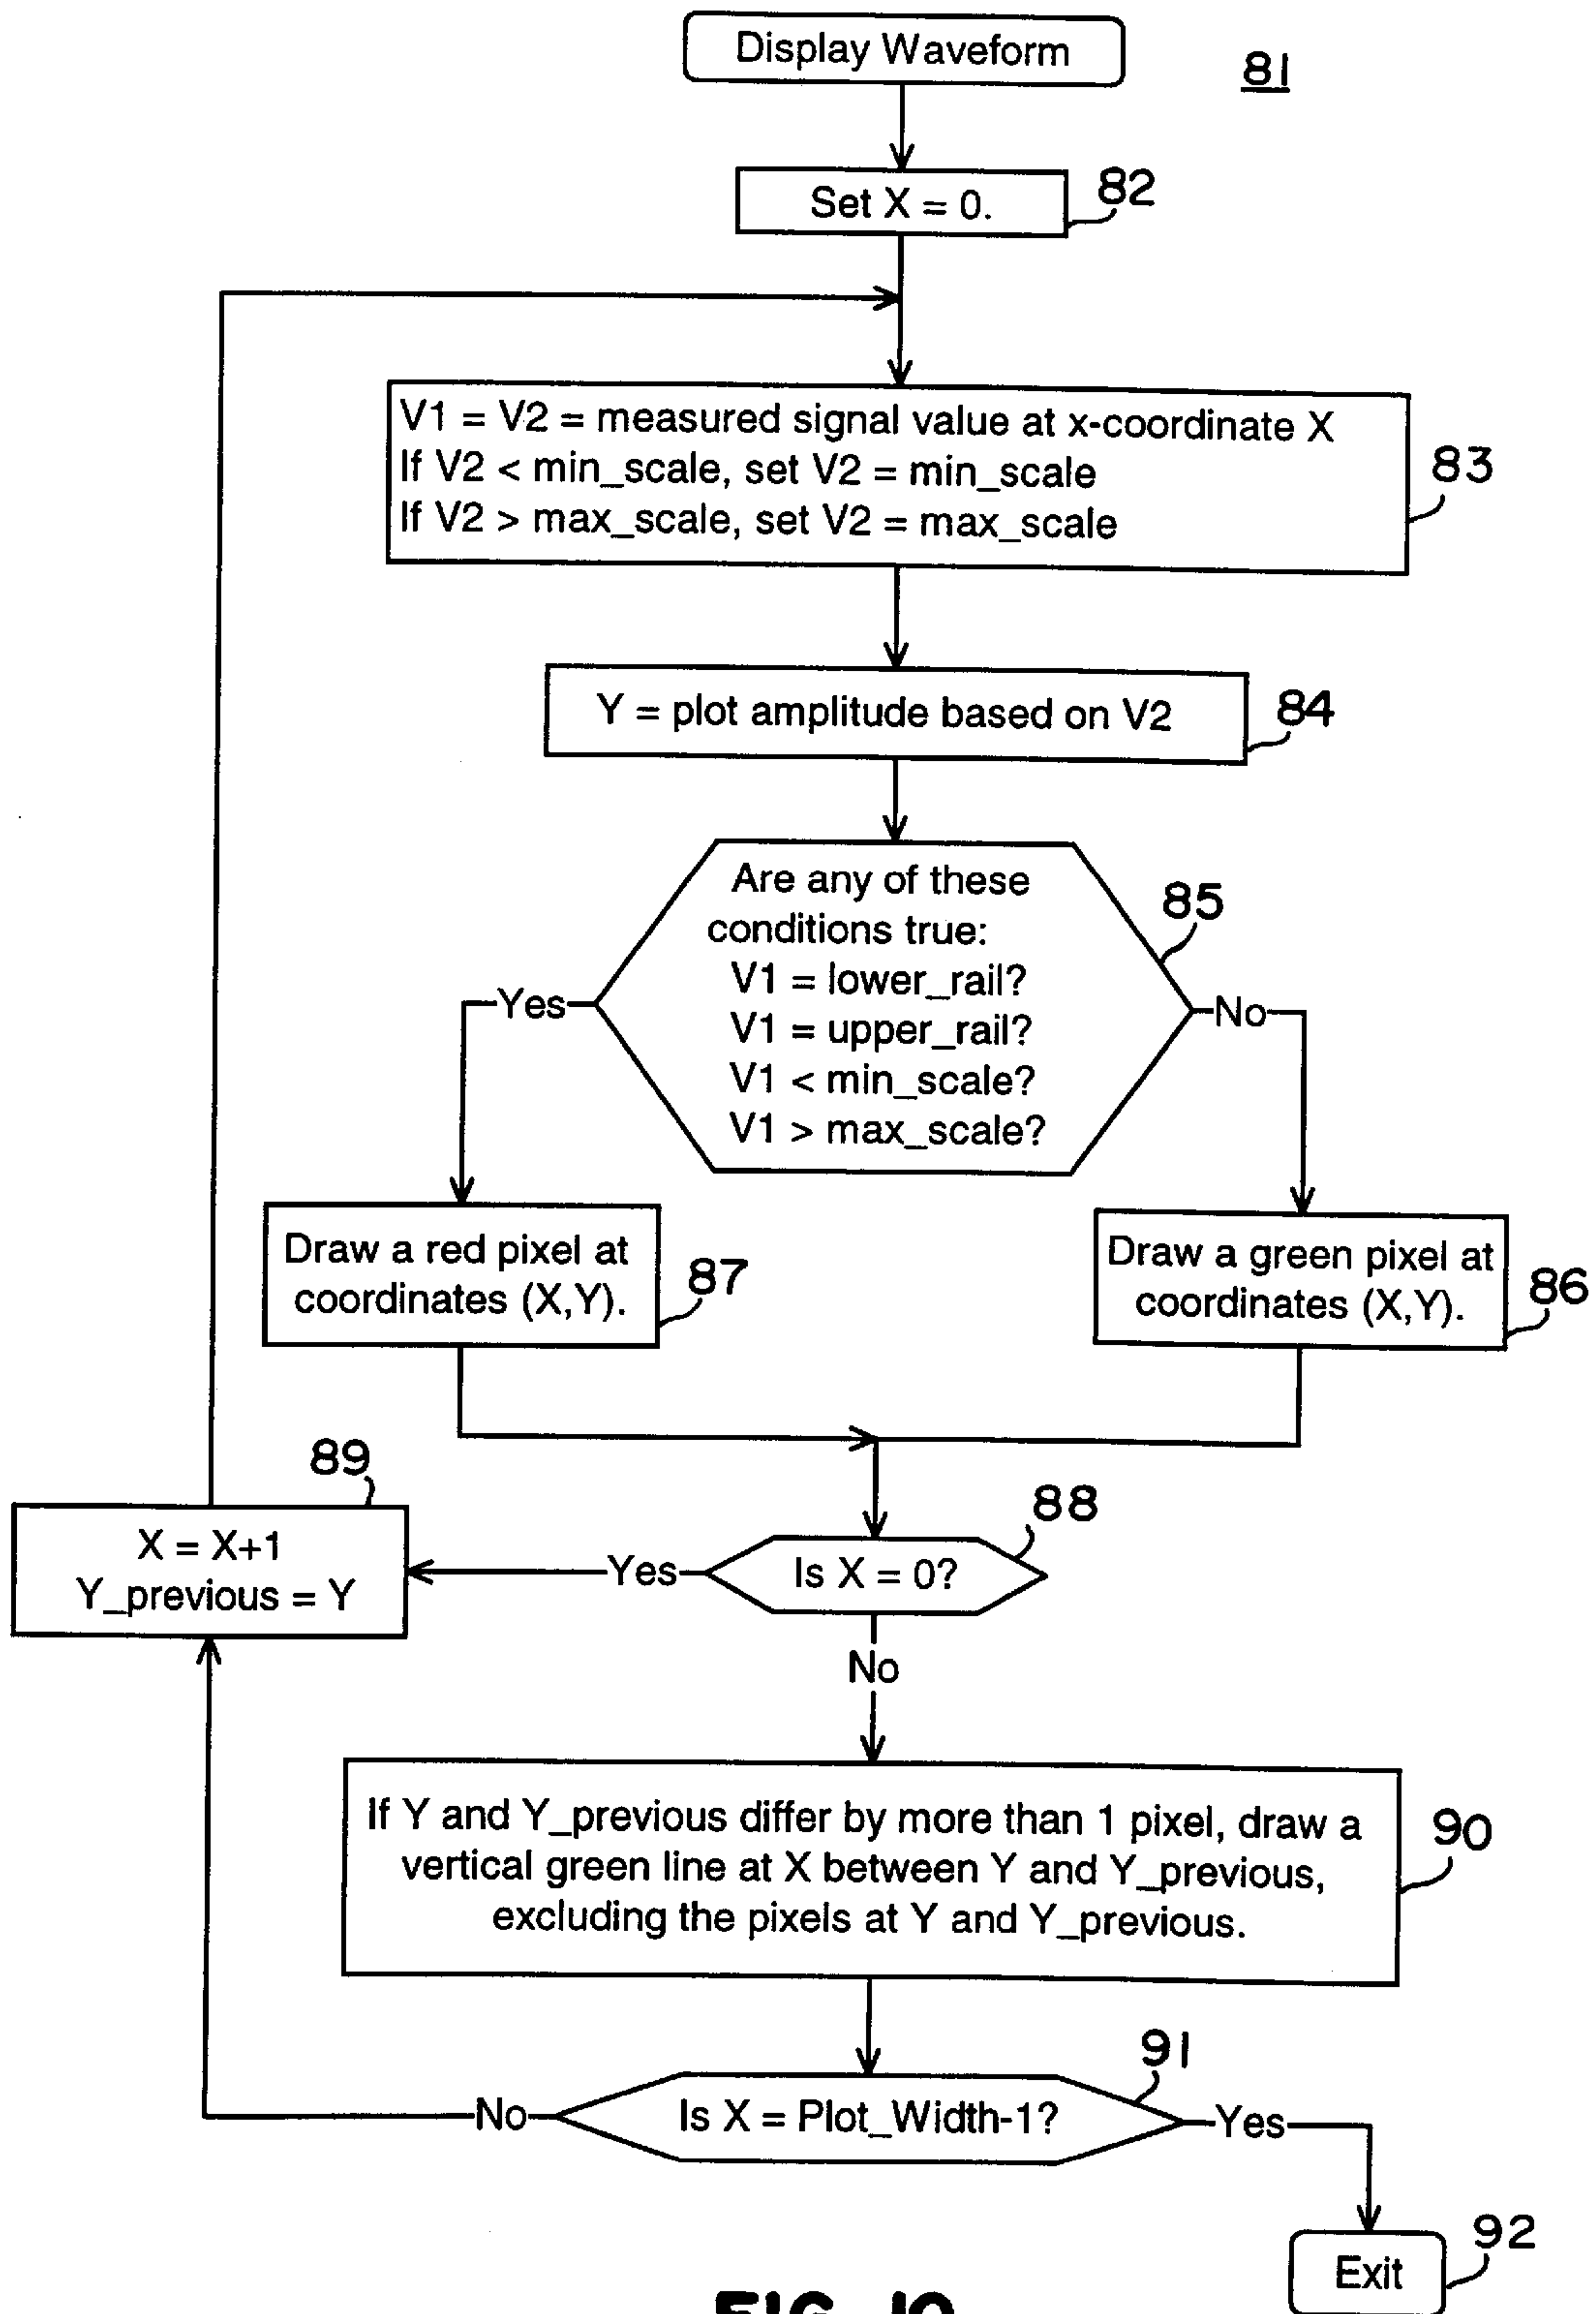 Display Waveform
81
Set X = 0.
82
V1 = V2 = measured signal value at x-coordinate X
If V2 < min_scale, set V2 = min_scale
If V2 > max_scale, set V2 = max_scale
83
Y = plot amplitude based on V2
84
Are any of these
conditions true:
V1 = lower_rail?
V1 = upper_rail?
V1 < min_scale?
V1 > max_scale?
85
Yes
No
Draw a red pixel at
coordinates (X,Y).
87
Draw a green pixel at
coordinates (X,Y).
86
89
X = X+1
Y_previous = Y
Yes
Is X = 0?
88
No
If Y and Y_previous differ by more than 1 pixel, draw a
vertical green line at X between Y and Y_previous,
excluding the pixels at Y and Y_previous.
90
No
Is X = Plot_Width-1?
91
Yes
Exit
92